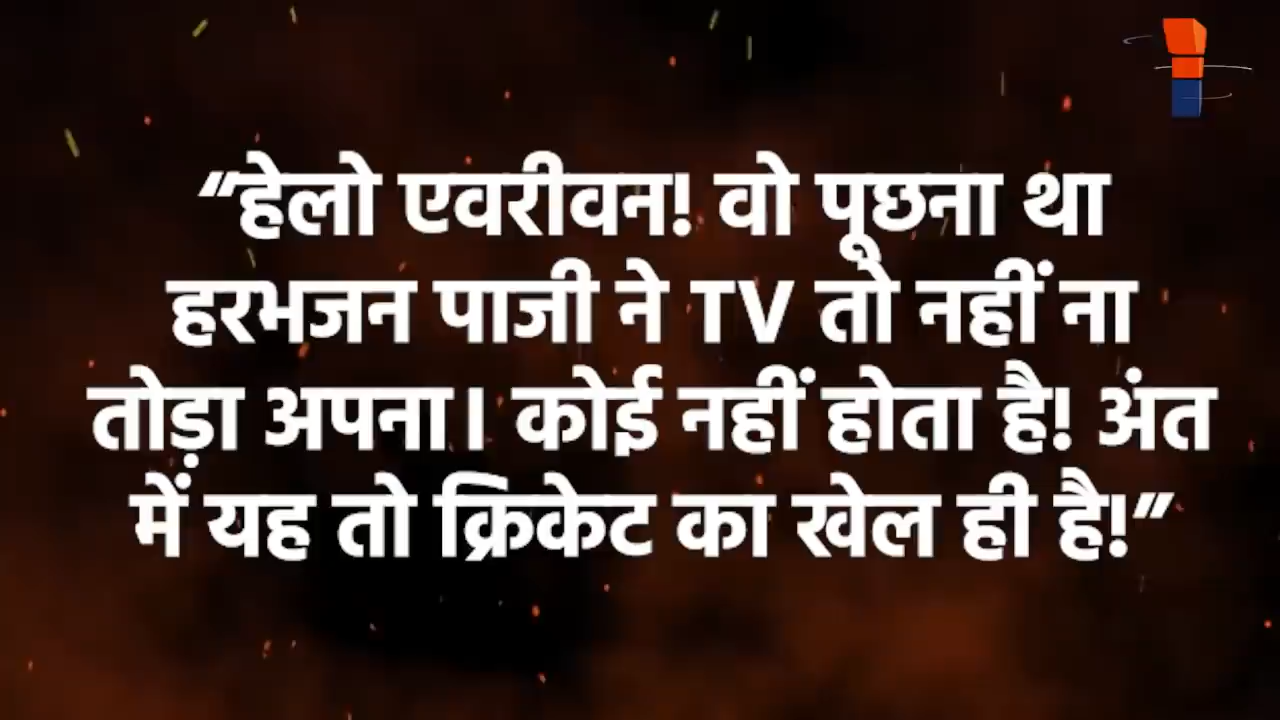 “हेलो एवरीवन! वो पूछना था
हरभजन पाजी ने TV तो नहीं ना
तोड़ा अपना। कोई नहीं होता है! अंत
में यह तो क्रिकेट का खेल ही है!”